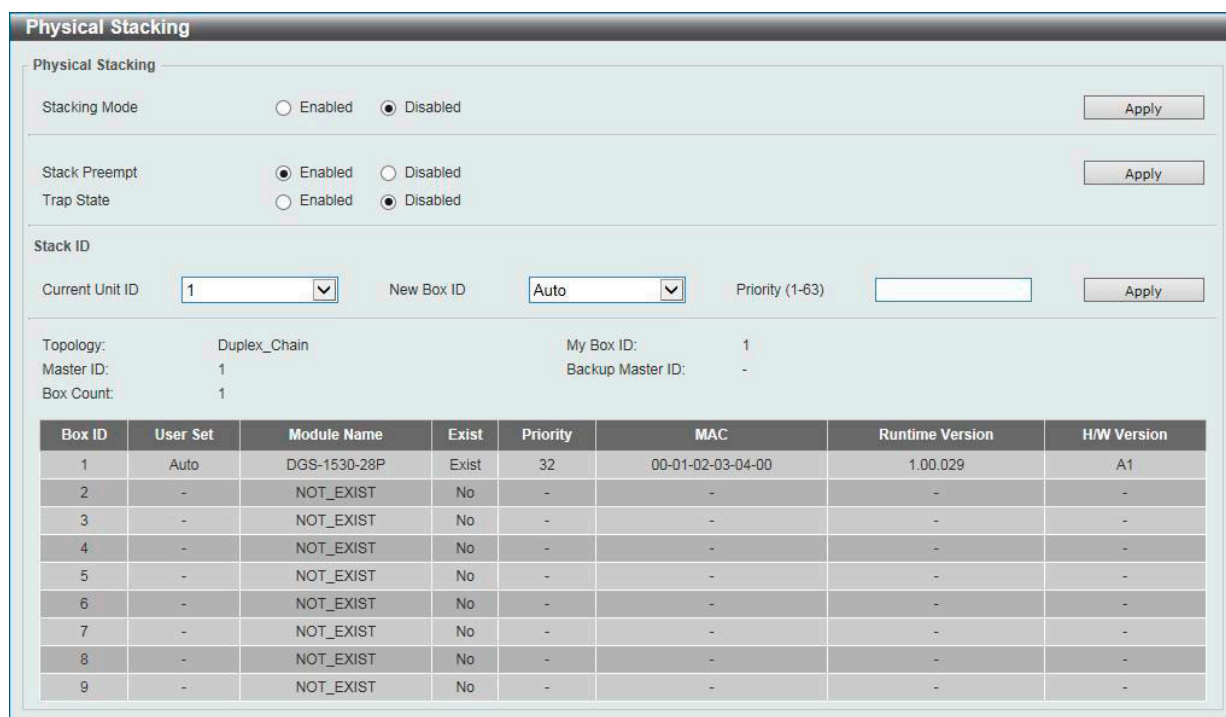 Physical Stacking
Physical Stacking
Stacking Mode Enabled Disabled Apply
Stack Preempt Enabled Disabled Apply
Trap State Enabled Disabled
Stack ID
Current Unit ID 1 New Box ID Auto Priority (1-63) Apply
Topology: Duplex_Chain My Box ID: 1
Master ID: 1 Backup Master ID: -
Box Count: 1
Box ID User Set Module Name Exist Priority MAC Runtime Version H/W Version
1 Auto DGS-1530-28P Exist 32 00-01-02-03-04-00 1.00.029 A1
2 - NOT_EXIST No - - - -
3 - NOT_EXIST No - - - -
4 - NOT_EXIST No - - - -
5 - NOT_EXIST No - - - -
6 - NOT_EXIST No - - - -
7 - NOT_EXIST No - - - -
8 - NOT_EXIST No - - - -
9 - NOT_EXIST No - - - -